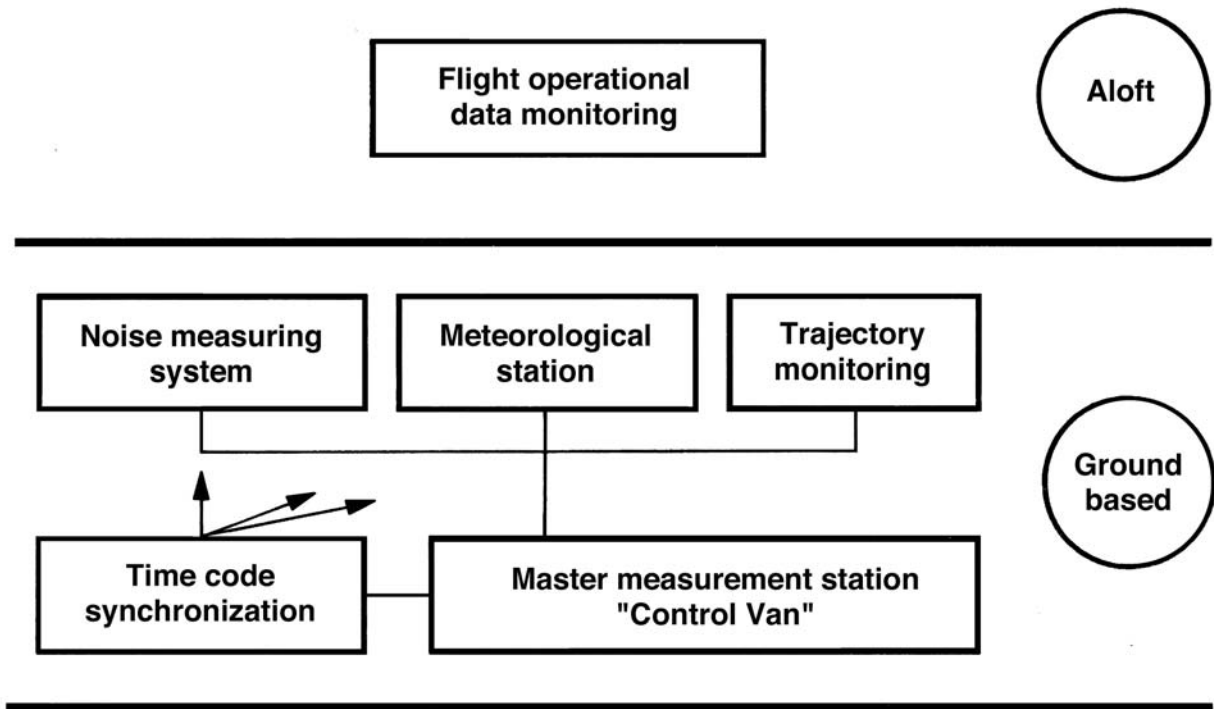 Flight operational
data monitoring
Aloft
Noise measuring
system
Meteorological
station
Trajectory
monitoring
Ground
based
Time code
synchronization
Master measurement station
"Control Van"